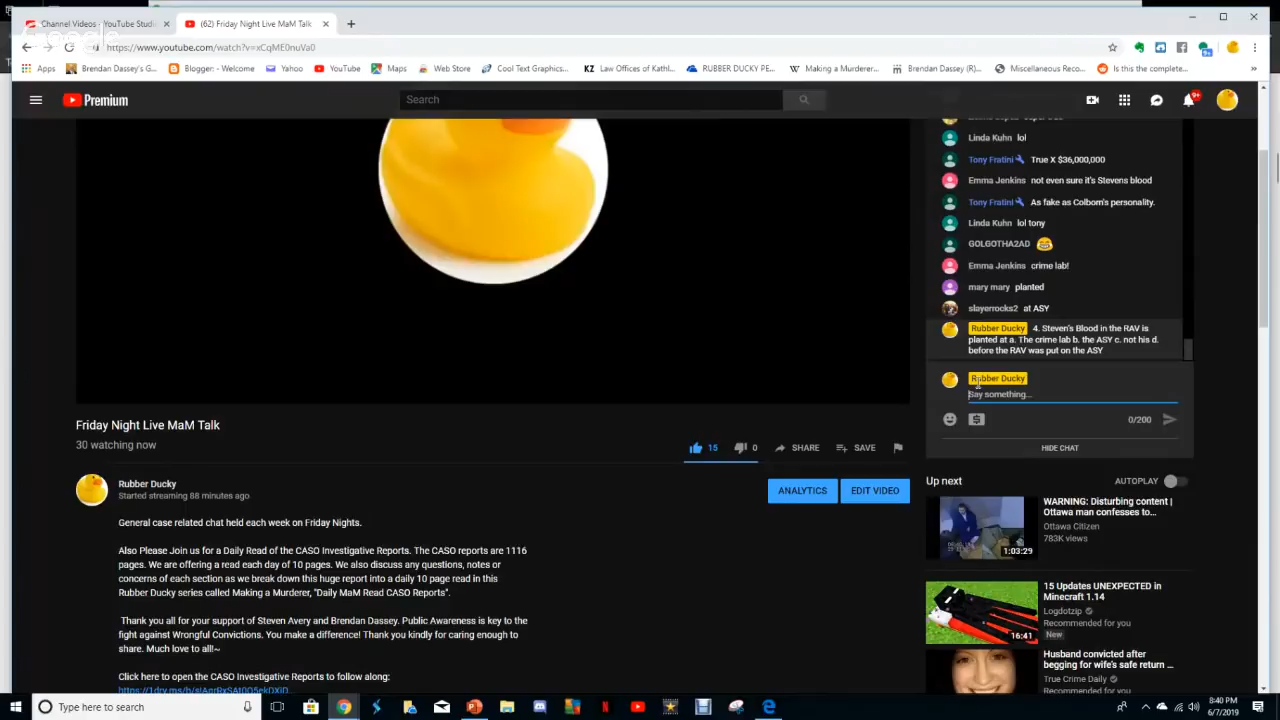 Channel Videos - YouTube Studi
(62) Friday Night Live MaM Talk
https://www.youtube.com/watch?v=xCqME0nuVa0
Apps
Brendan Dassey's G...
Blogger: - Welcome
Yahoo
YouTube
Maps
Web Store
Cool Text Graphics...
KZ Law Offices of Kathl...
RUBBER DUCKY PE...
W Making a Murderer...
Brendan Dassey (R)...
Miscellaneous Reco...
Is this the complete...
»
Premium
Search
9+
Linda Kuhn lol
Tony Fratini True X $36,000,000
Emma Jenkins not even sure it's Stevens blood
Tony Fratini As fake as Colborn's personality.
Linda Kuhn lol tony
GOLGOTHA2AD
Emma Jenkins crime lab!
mary mary planted
slayerrocks2 at ASY
Rubber Ducky 4. Steven's Blood in the RAV is
planted at a. The crime lab b. the ASY c. not his d.
before the RAV was put on the ASY
Rubber Ducky
Say something...
0/200
HIDE CHAT
Friday Night Live MaM Talk
30 watching now
15
0
SHARE
SAVE
Rubber Ducky
Started streaming 88 minutes ago
ANALYTICS
EDIT VIDEO
General case related chat held each week on Friday Nights.
Also Please Join us for a Daily Read of the CASO Investigative Reports. The CASO reports are 1116
pages. We are offering a read each day of 10 pages. We also discuss any questions, notes or
concerns of each section as we break down this huge report into a daily 10 page read in this
Rubber Ducky series called Making a Murderer, "Daily MaM Read CASO Reports".
Thank you all for your support of Steven Avery and Brendan Dassey. Public Awareness is key to the
fight against Wrongful Convictions. You make a difference! Thank you kindly for caring enough to
share. Much love to all!~
Click here to open the CASO Investigative Reports to follow along:
Up next
AUTOPLAY
WARNING: Disturbing content |
Ottawa man confesses to...
Ottawa Citizen
783K views
1:03:29
15 Updates UNEXPECTED in
Minecraft 1.14
Logdotzip
Recommended for you
New
16:41
Husband convicted after
begging for wife's safe return ...
True Crime Daily
Recommended for you
Type here to search
8:40 PM
6/7/2019